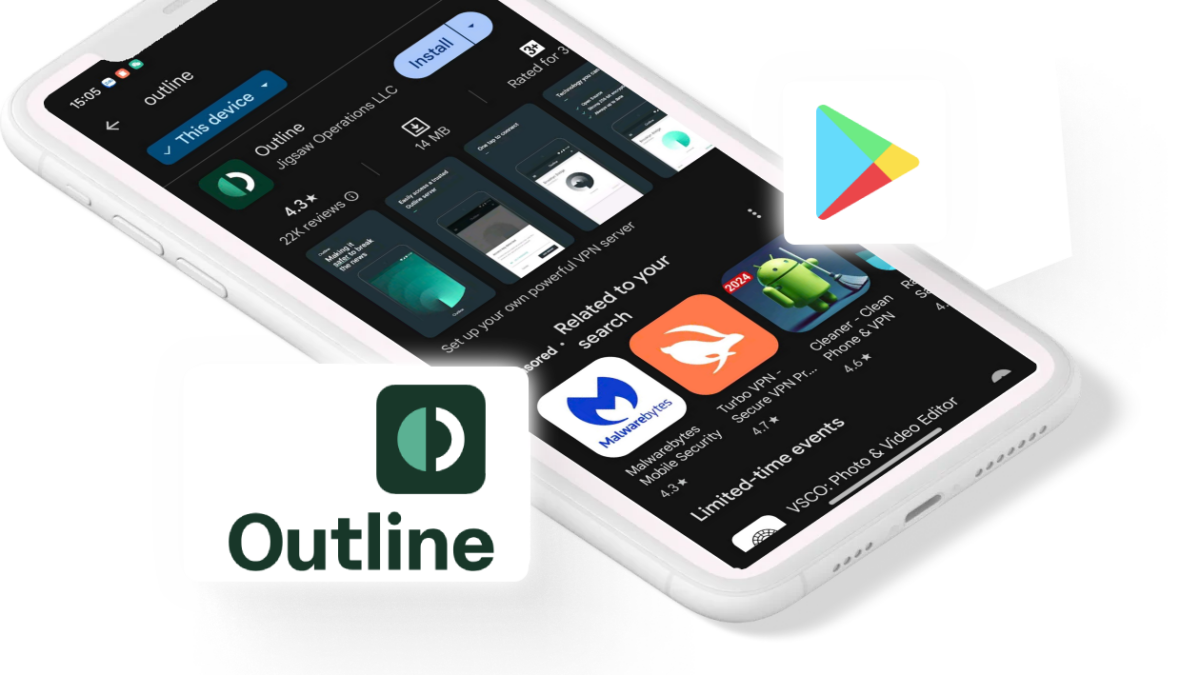 15:05
outline
This device
Install
Outline
Jigsaw Operations LLC
4.3★
22K reviews
14 MB
3+
Rated for 3
Outline
Making it
safer to break
the news
Easily access a trusted
Outline server
One tap to connect
Technology you can
Set up your own powerful VPN server
sored ·
Related to your
search
Malwarebytes
Malwarebytes
Mobile Security
4.3★
Turbo VPN -
Secure VPN Pr...
4.7★
2024
Cleaner - Clean
Phone & VPN
4.6★
Limited-time events
VSCO: Photo & Video Editor
Outline